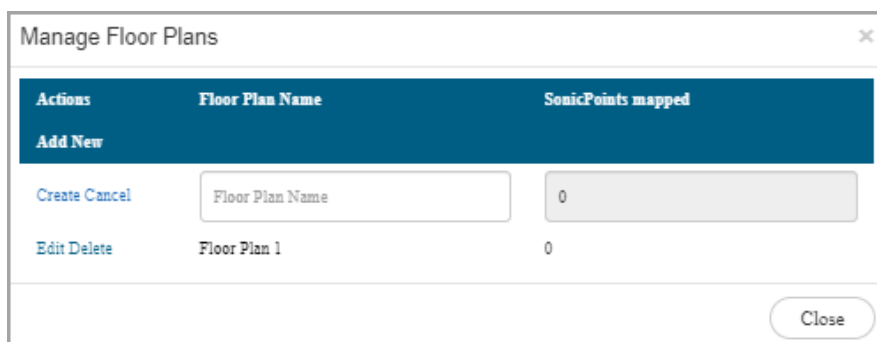 Manage Floor Plans ×
Actions Floor Plan Name SonicPoints mapped
Add New
Create Cancel Floor Plan Name 0
Edit Delete Floor Plan 1 0
Close